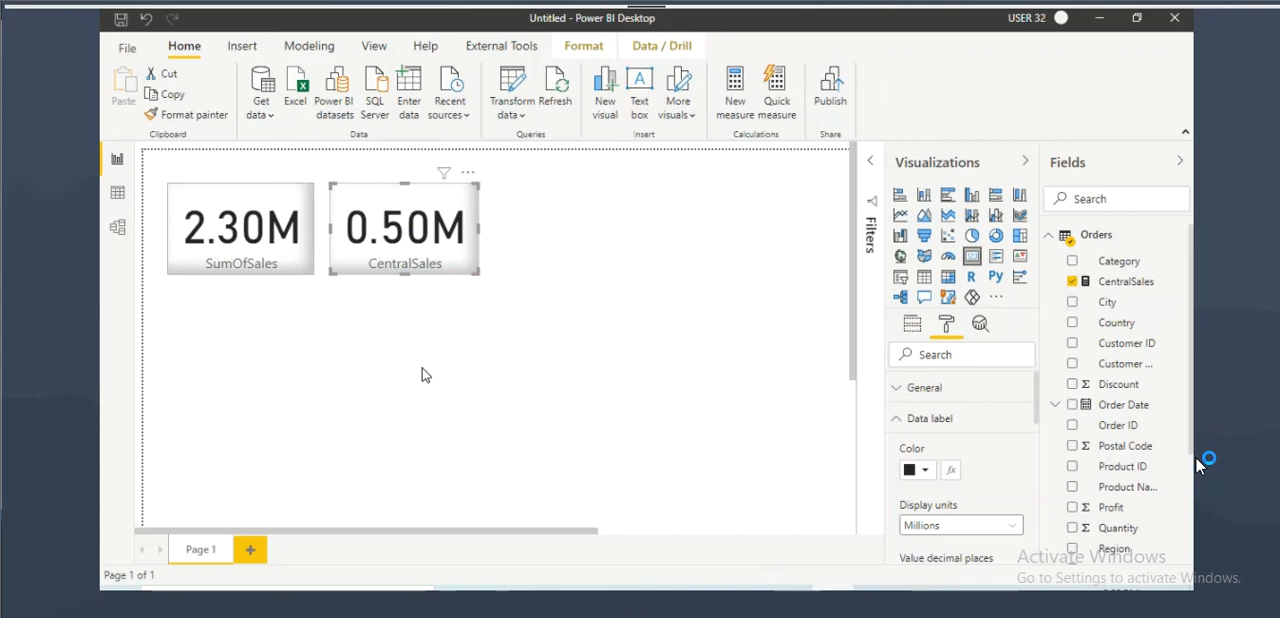 Untitled - Power BI Desktop
USER 32
File
Home
Insert
Modeling
View
Help
External Tools
Format
Data / Drill
Paste
Cut
Copy
Format painter
Clipboard
Get data
Excel
Power BI datasets
SQL Server
Enter data
Recent sources
Data
Transform data
Refresh
Queries
New visual
A
Text box
More visuals
Insert
New measure
Quick measure
Calculations
Publish
Share
2.30M
SumOfSales
0.50M
CentralSales
Filters
Visualizations
R
Py
Search
General
Data label
Color
fx
Display units
Millions
Value decimal places
Fields
Search
Orders
Category
CentralSales
City
Country
Customer ID
Customer ...
Σ Discount
Order Date
Order ID
Σ Postal Code
Product ID
Product Na...
Σ Profit
Σ Quantity
Region
Page 1
+
Page 1 of 1
Activate Windows
Go to Settings to activate Windows.